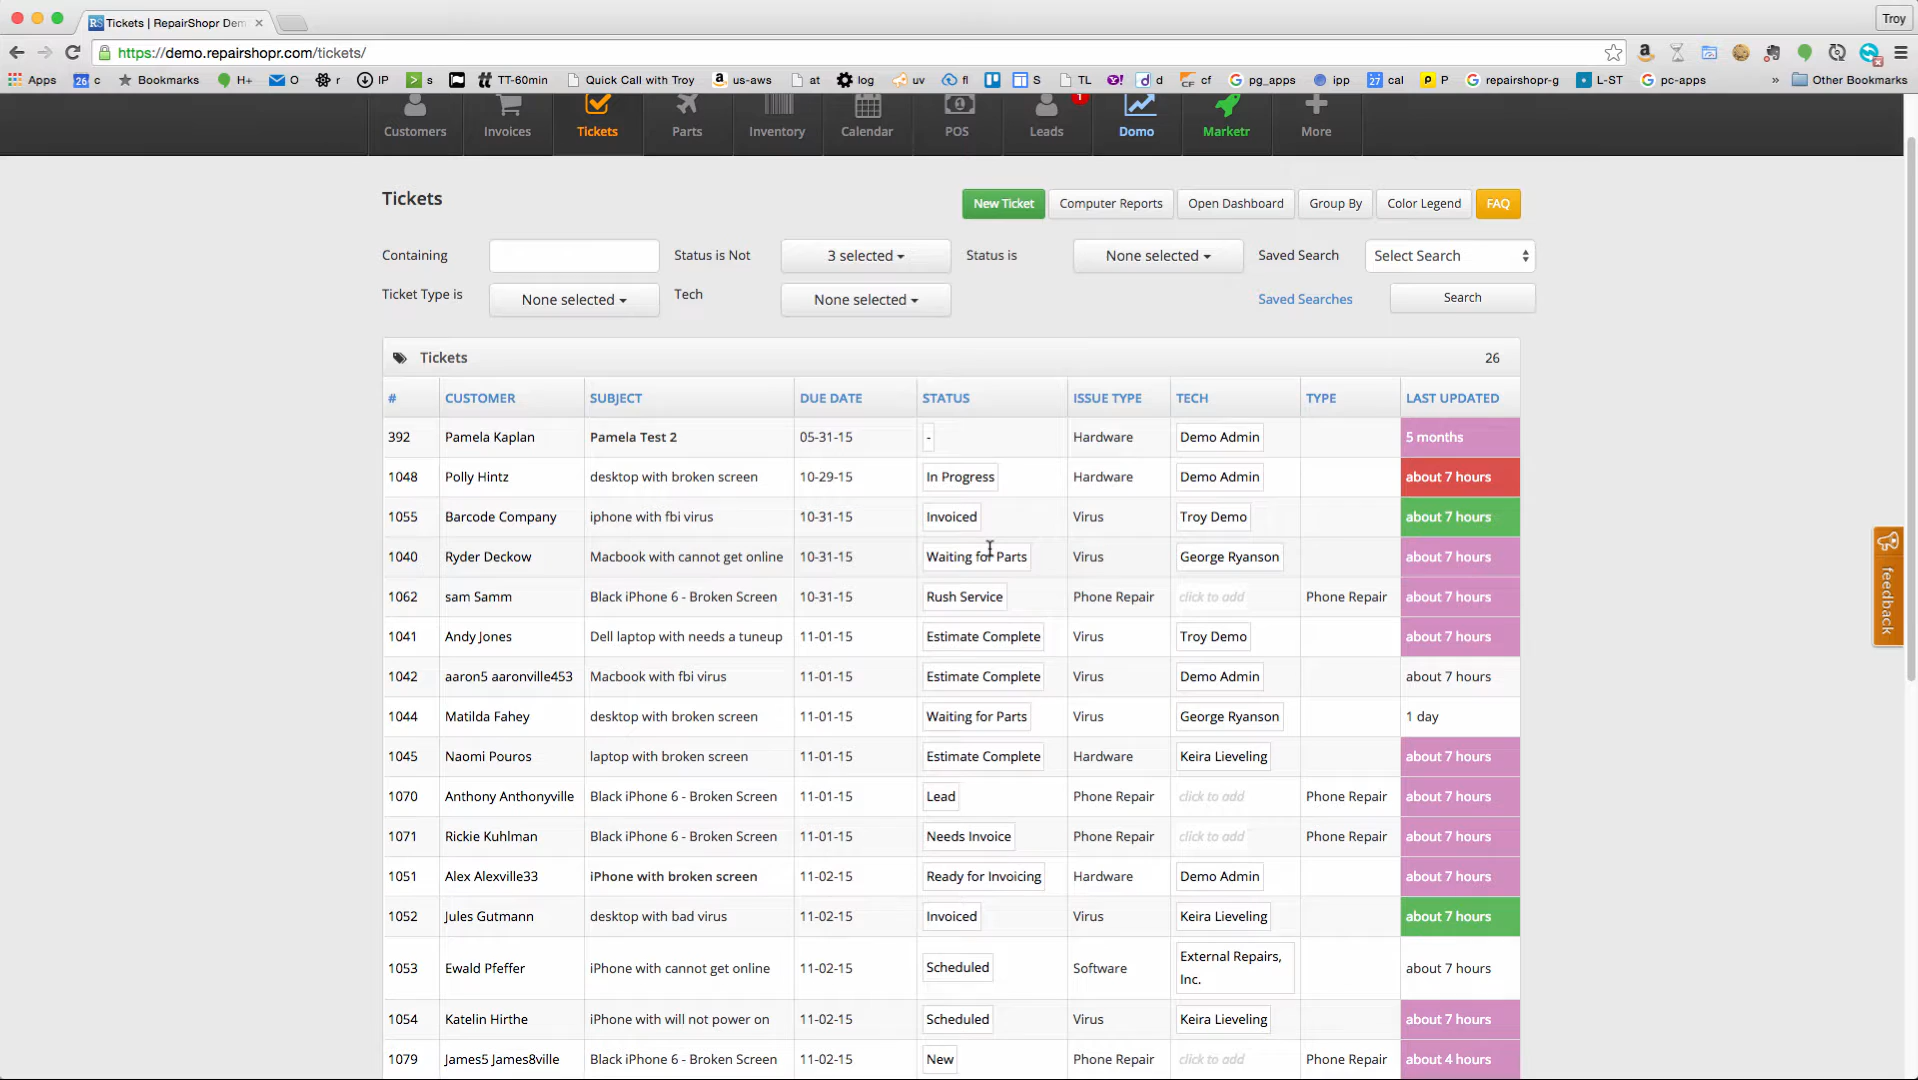 Tickets | RepairShopr Dem
Troy
https://demo.repairshopr.com/tickets/
Apps 26 c Bookmarks H+ O r IP s TT-60min Quick Call with Troy us-aws at log uv fl S TL d cf pg_apps ipp 27 cal P repairshopr-g L-ST pc-apps » Other Bookmarks
Customers Invoices Tickets Parts Inventory Calendar POS Leads Domo Marketr More
Tickets New Ticket Computer Reports Open Dashboard Group By Color Legend FAQ
Containing Status is Not 3 selected Status is None selected Saved Search Select Search
Ticket Type is None selected Tech None selected Saved Searches Search
Tickets 26
# CUSTOMER SUBJECT DUE DATE STATUS ISSUE TYPE TECH TYPE LAST UPDATED
392 Pamela Kaplan Pamela Test 2 05-31-15 - Hardware Demo Admin 5 months
1048 Polly Hintz desktop with broken screen 10-29-15 In Progress Hardware Demo Admin about 7 hours
1055 Barcode Company iphone with fbi virus 10-31-15 Invoiced Virus Troy Demo about 7 hours
1040 Ryder Deckow Macbook with cannot get online 10-31-15 Waiting for Parts Virus George Ryanson about 7 hours
1062 sam Samm Black iPhone 6 - Broken Screen 10-31-15 Rush Service Phone Repair click to add Phone Repair about 7 hours
1041 Andy Jones Dell laptop with needs a tuneup 11-01-15 Estimate Complete Virus Troy Demo about 7 hours
1042 aaron5 aaronville453 Macbook with fbi virus 11-01-15 Estimate Complete Virus Demo Admin about 7 hours
1044 Matilda Fahey desktop with broken screen 11-01-15 Waiting for Parts Virus George Ryanson 1 day
1045 Naomi Pouros laptop with broken screen 11-01-15 Estimate Complete Hardware Keira Lieveling about 7 hours
1070 Anthony Anthonyville Black iPhone 6 - Broken Screen 11-01-15 Lead Phone Repair click to add Phone Repair about 7 hours
1071 Rickie Kuhlman Black iPhone 6 - Broken Screen 11-01-15 Needs Invoice Phone Repair click to add Phone Repair about 7 hours
1051 Alex Alexville33 iPhone with broken screen 11-02-15 Ready for Invoicing Hardware Demo Admin about 7 hours
1052 Jules Gutmann desktop with bad virus 11-02-15 Invoiced Virus Keira Lieveling about 7 hours
1053 Ewald Pfeffer iPhone with cannot get online 11-02-15 Scheduled Software External Repairs, Inc. about 7 hours
1054 Katelin Hirthe iPhone with will not power on 11-02-15 Scheduled Virus Keira Lieveling about 7 hours
1079 James5 James8ville Black iPhone 6 - Broken Screen 11-02-15 New Phone Repair click to add Phone Repair about 4 hours
feedback